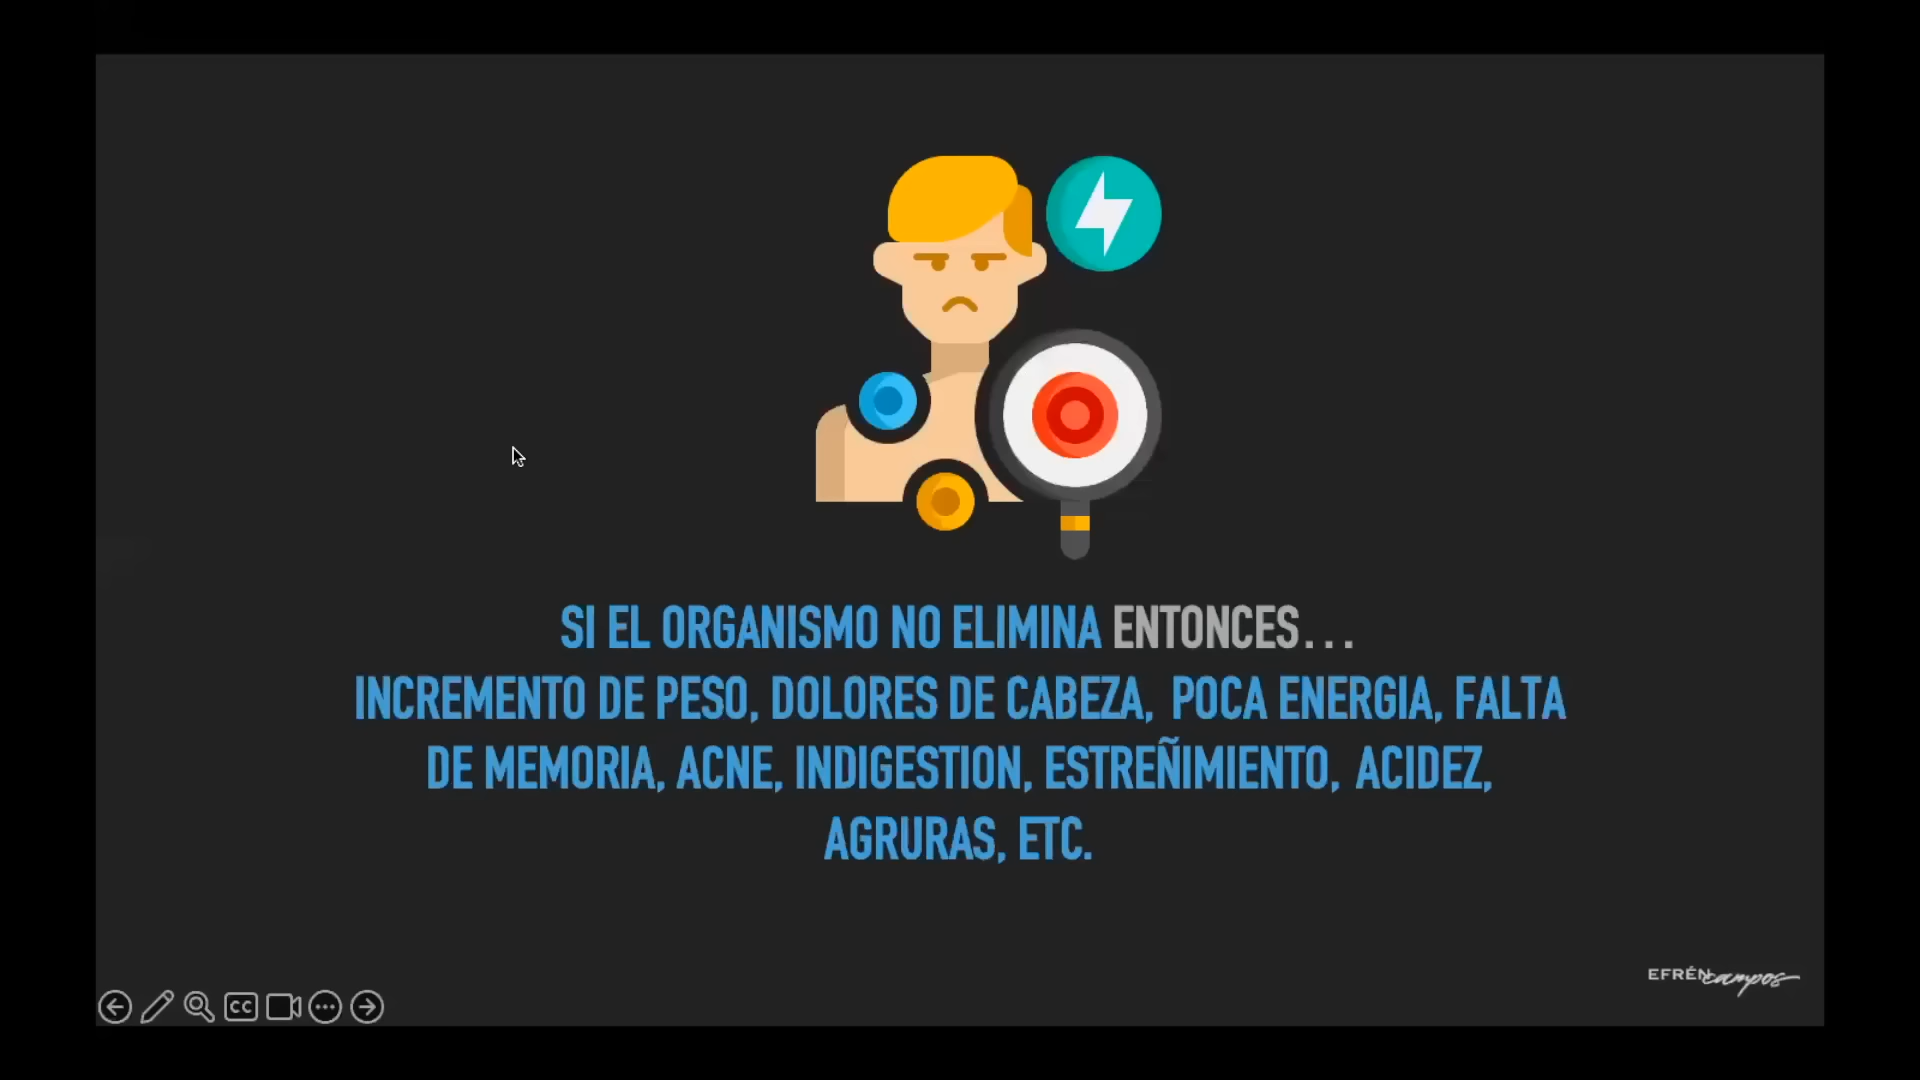 SI EL ORGANISMO NO ELIMINA ENTONCES...
INCREMENTO DE PESO, DOLORES DE CABEZA, POCA ENERGIA, FALTA
DE MEMORIA, ACNE, INDIGESTION, ESTREÑIMIENTO, ACIDEZ,
AGRURAS, ETC.
EFRÉN campos
CC